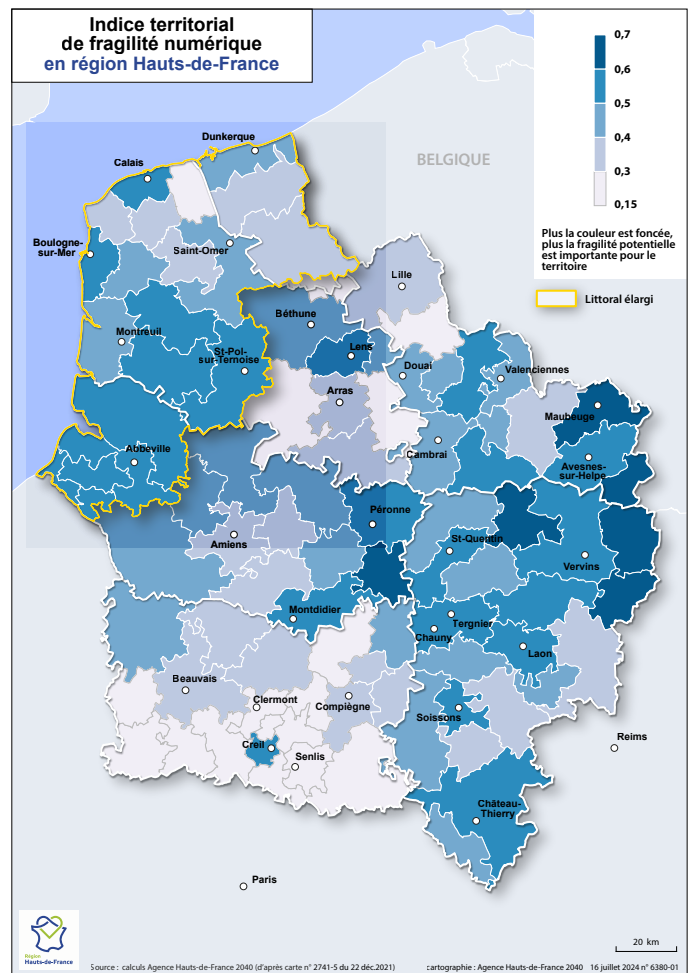 Indice territorial
de fragilité numérique
en région Hauts-de-France
0,7
0,6
0,5
0,4
0,3
0,15
Plus la couleur est foncée,
plus la fragilité potentielle
est importante pour le
territoire
Littoral élargi
BELGIQUE
Dunkerque
Calais
Boulogne-
sur-Mer
Saint-Omer
Lille
Béthune
Montreuil
St-Pol-
sur-Ternoise
Lens
Douai
Valenciennes
Arras
Maubeuge
Cambrai
Avesnes-
sur-Helpe
Abbeville
Péronne
Amiens
St-Quentin
Vervins
Montdidier
Tergnier
Chauny
Laon
Beauvais
Clermont
Compiègne
Soissons
Creil
Senlis
Reims
Château-
Thierry
Paris
20 km
Région
Hauts-de-France
Source : calculs Agence Hauts-de-France 2040 (d'après carte n° 2741-5 du 22 déc.2021)
:artographie : Agence Hauts-de-France 2040 16 juillet 2024 n° 6380-01